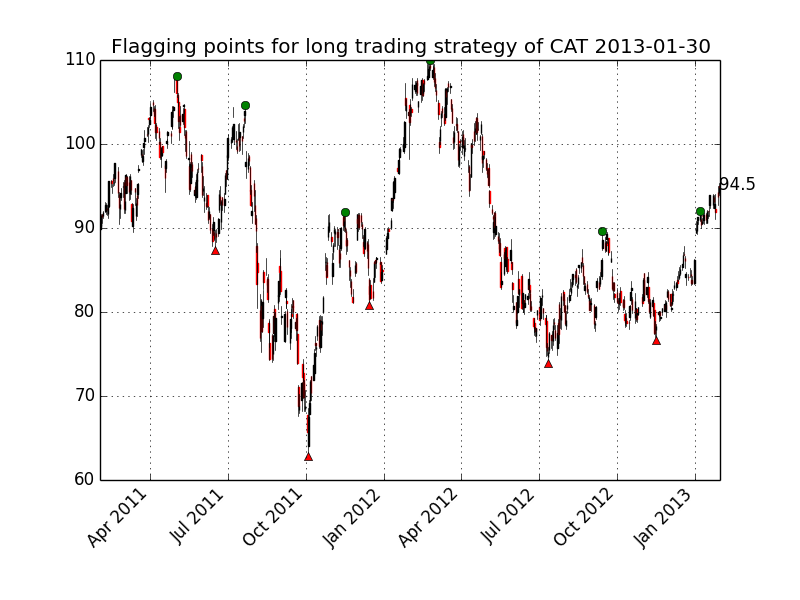 Flagging points for long trading strategy of CAT 2013-01-30
110
100
90
80
70
60
94.5
Apr 2011
Jul 2011
Oct 2011
Jan 2012
Apr 2012
Jul 2012
Oct 2012
Jan 2013